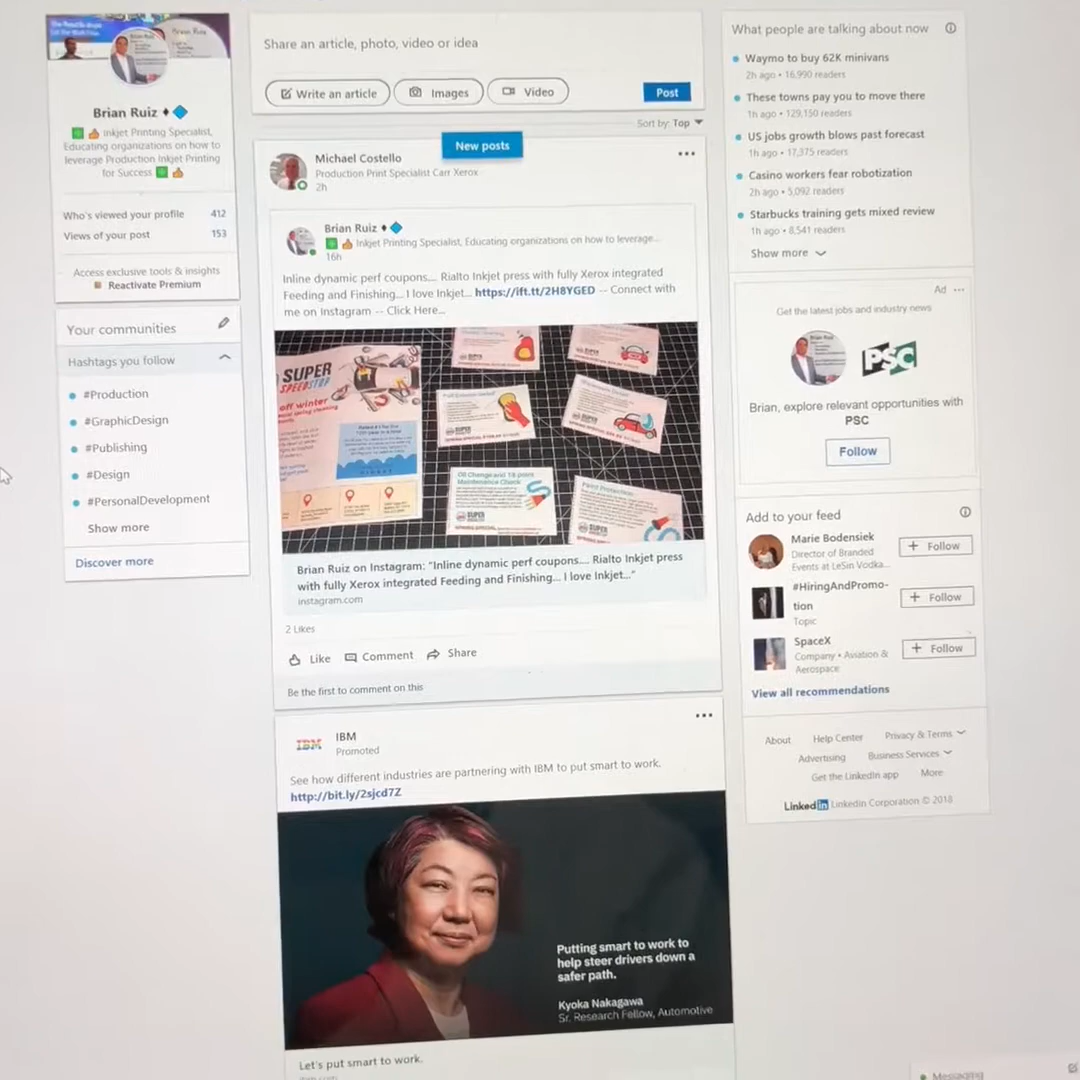 Brian Ruiz
Inkjet Printing Specialist,
Educating organizations on how to
leverage Production Inkjet Printing
for Success
Who's viewed your profile 412
Views of your post 153
Access exclusive tools & insights
Reactivate Premium
Your communities
Hashtags you follow
#Production
#GraphicDesign
#Publishing
#Design
#PersonalDevelopment
Show more
Discover more
Share an article, photo, video or idea
Write an article Images Video Post
Sort by: Top
New posts
Michael Costello
Production Print Specialist Carr Xerox
2h
Brian Ruiz
Inkjet Printing Specialist, Educating organizations on how to leverage...
16h
Inline dynamic perf coupons.... Rialto Inkjet press with fully Xerox integrated
Feeding and Finishing... I love Inkjet... https://ift.tt/2H8YGED -- Connect with
me on Instagram -- Click Here...
SUPER
SPEEDSTOP
off winter
Oil Change and 18 point
Maintenance Check
Paint Protection
SUPER
Brian Ruiz on Instagram: "Inline dynamic perf coupons.... Rialto Inkjet press
with fully Xerox integrated Feeding and Finishing... I love Inkjet..."
instagram.com
2 Likes
Like Comment Share
Be the first to comment on this
IBM
IBM
Promoted
See how different industries are partnering with IBM to put smart to work.
http://bit.ly/2sjcd7Z
Putting smart to work to
help steer drivers down a
safer path.
Kyoka Nakagawa
Sr. Research Fellow, Automotive
Let's put smart to work.
What people are talking about now
Waymo to buy 62K minivans
2h ago • 16,990 readers
These towns pay you to move there
1h ago • 129,150 readers
US jobs growth blows past forecast
1h ago • 17,375 readers
Casino workers fear robotization
2h ago • 5,092 readers
Starbucks training gets mixed review
1h ago • 8,541 readers
Show more
Ad
Get the latest jobs and industry news
PSC
Brian, explore relevant opportunities with
PSC
Follow
Add to your feed
Marie Bodensiek
Director of Branded
Events at LeSin Vodka...
+ Follow
#HiringAndPromo-
tion
Topic
+ Follow
SpaceX
Company • Aviation &
Aerospace
+ Follow
View all recommendations
About Help Center Privacy & Terms
Advertising Business Services
Get the LinkedIn app More
Linkedin LinkedIn Corporation © 2018
Messaging